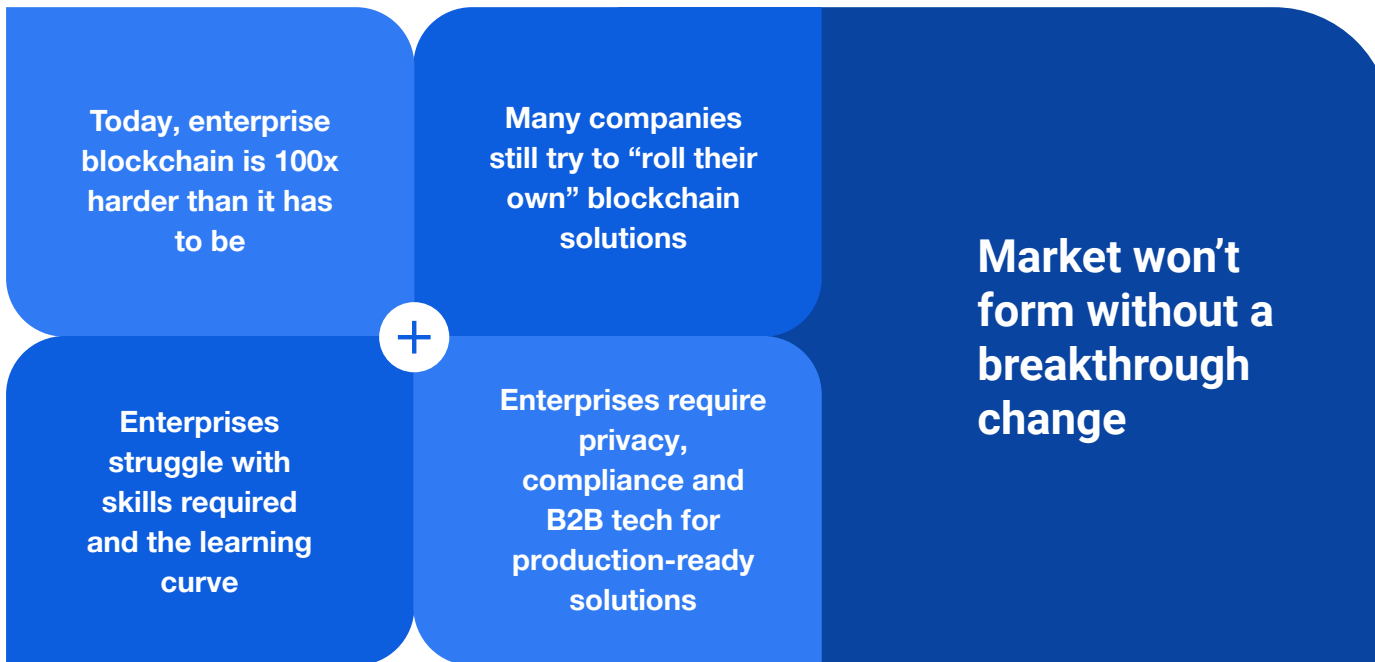 Today, enterprise
blockchain is 100x
harder than it has
to be
Many companies
still try to “roll their
own” blockchain
solutions
Enterprises
struggle with
skills required
and the learning
curve
Enterprises require
privacy,
compliance and
B2B tech for
production-ready
solutions
Market won’t
form without a
breakthrough
change